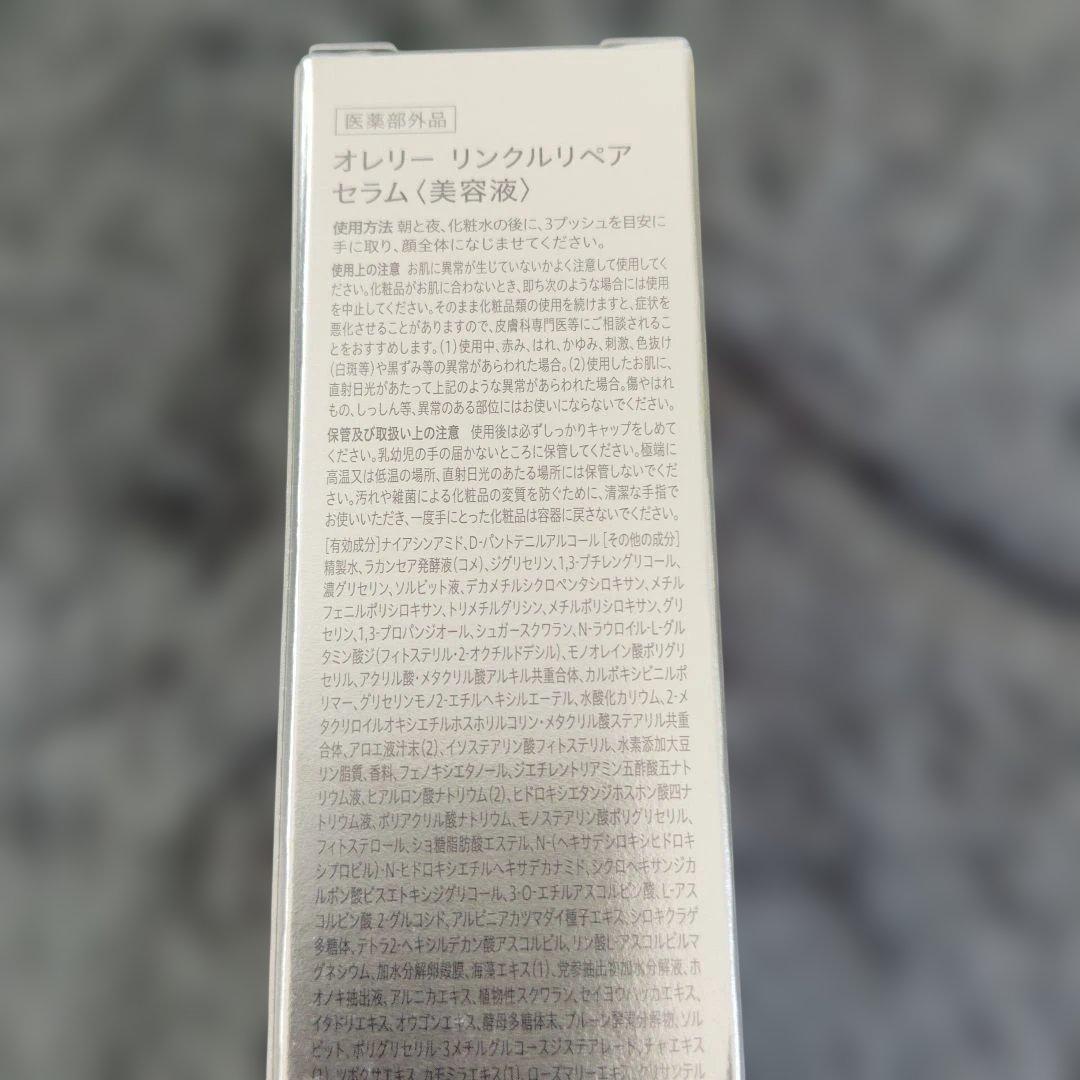 医薬部外品
オレリー リンクルリペア
セラム〈美容液〉
使用方法 朝と夜、化粧水の後に、3プッシュを目安に
手に取り、顔全体になじませてください。
使用上の注意 お肌に異常が生じていないかよく注意して使用してく
ださい。化粧品がお肌に合わないとき、即ち次のような場合には使用
を中止してください。そのまま化粧品類の使用を続けますと、症状を
悪化させることがありますので、皮膚科専門医等にご相談されるこ
とをおすすめします。(1)使用中、赤み、はれ、かゆみ、刺激、色抜け
(白斑等)や黒ずみ等の異常があらわれた場合。(2)使用したお肌に、
直射日光があたって上記のような異常があらわれた場合。傷やはれ
もの、しっしん等、異常のある部位にはお使いにならないでください。
保管及び取扱い上の注意 使用後は必ずしっかりキャップをしめて
ください。乳幼児の手の届かないところに保管してください。極端に
高温又は低温の場所、直射日光のあたる場所には保管しないでくだ
さい。汚れや雑菌による化粧品の変質を防ぐために、清潔な手指で
お使いいただき、一度手にとった化粧品は容器に戻さないでください。
[有効成分]ナイアシンアミド、D-パントテニルアルコール [その他の成分]
精製水、ラカンセア発酵液(コメ)、ジグリセリン、1,3-ブチレングリコール、
濃グリセリン、ソルビット液、デカメチルシクロペンタシロキサン、メチル
フェニルポリシロキサン、トリメチルグリシン、メチルポリシロキサン、グリ
セリン、1,3-プロパンジオール、シュガースクワラン、N-ラウロイル-L-グル
タミン酸ジ(フィトステリル・2-オクチルドデシル)、モノオレイン酸ポリグリ
セリル、アクリル酸・メタクリル酸アルキル共重合体、カルボキシビニルポ
リマー、グリセリンモノ2-エチルヘキシルエーテル、水酸化カリウム、2-メ
タクリロイルオキシエチルホスホリルコリン・メタクリル酸ステアリル共重
合体、アロエ液汁末(2)、イソステアリン酸フィトステリル、水素添加大豆
リン脂質、香料、フェノキシエタノール、ジエチレントリアミン五酢酸五ナト
リウム液、ヒアルロン酸ナトリウム(2)、ヒドロキシエタンジホスホン酸四ナ
トリウム液、ポリアクリル酸ナトリウム、モノステアリン酸ポリグリセリル、
フィトステロール、ショ糖脂肪酸エステル、N-(ヘキサデシロキシヒドロキ
シプロピル)-N-ヒドロキシエチルヘキサデカナミド、シクロヘキサンジカ
ルボン酸ビスエトキシジグリコール、3-O-エチルアスコルビン酸、L-アス
コルビン酸 2-グルコシド、アルピニアカツマダイ種子エキス、シロキクラゲ
多糖体、テトラ2-ヘキシルデカン酸アスコルビル、リン酸L-アスコルビルマ
グネシウム、加水分解卵殻膜、海藻エキス(1)、党参抽出物加水分解液、ホ
オノキ抽出液、アルニカエキス、植物性スクワラン、セイヨウハッカエキス、
イタドリエキス、オウゴンエキス、酵母多糖体末、プルーン酵素分解物、ソル
ビット、ポリグリセリル-3メチルグルコースジステアレート、チャエキス
(1)、ツボクサエキス、カモミラエキス(1)、ローズマリーエキス、グリサンテル